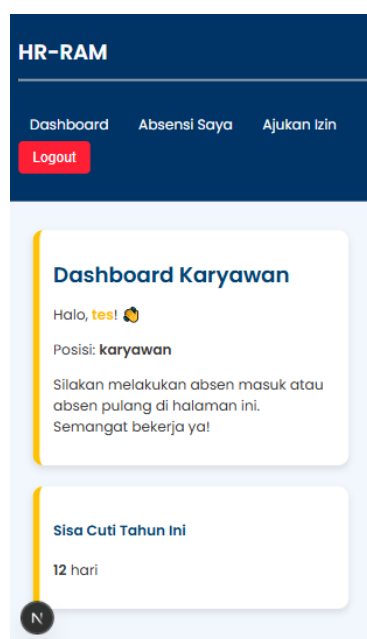 HR-RAM
Dashboard Absensi Saya Ajukan Izin
Logout
Dashboard Karyawan
Halo, tes! 👏
Posisi: karyawan
Silakan melakukan absen masuk atau
absen pulang di halaman ini.
Semangat bekerja ya!
Sisa Cuti Tahun Ini
12 hari
N